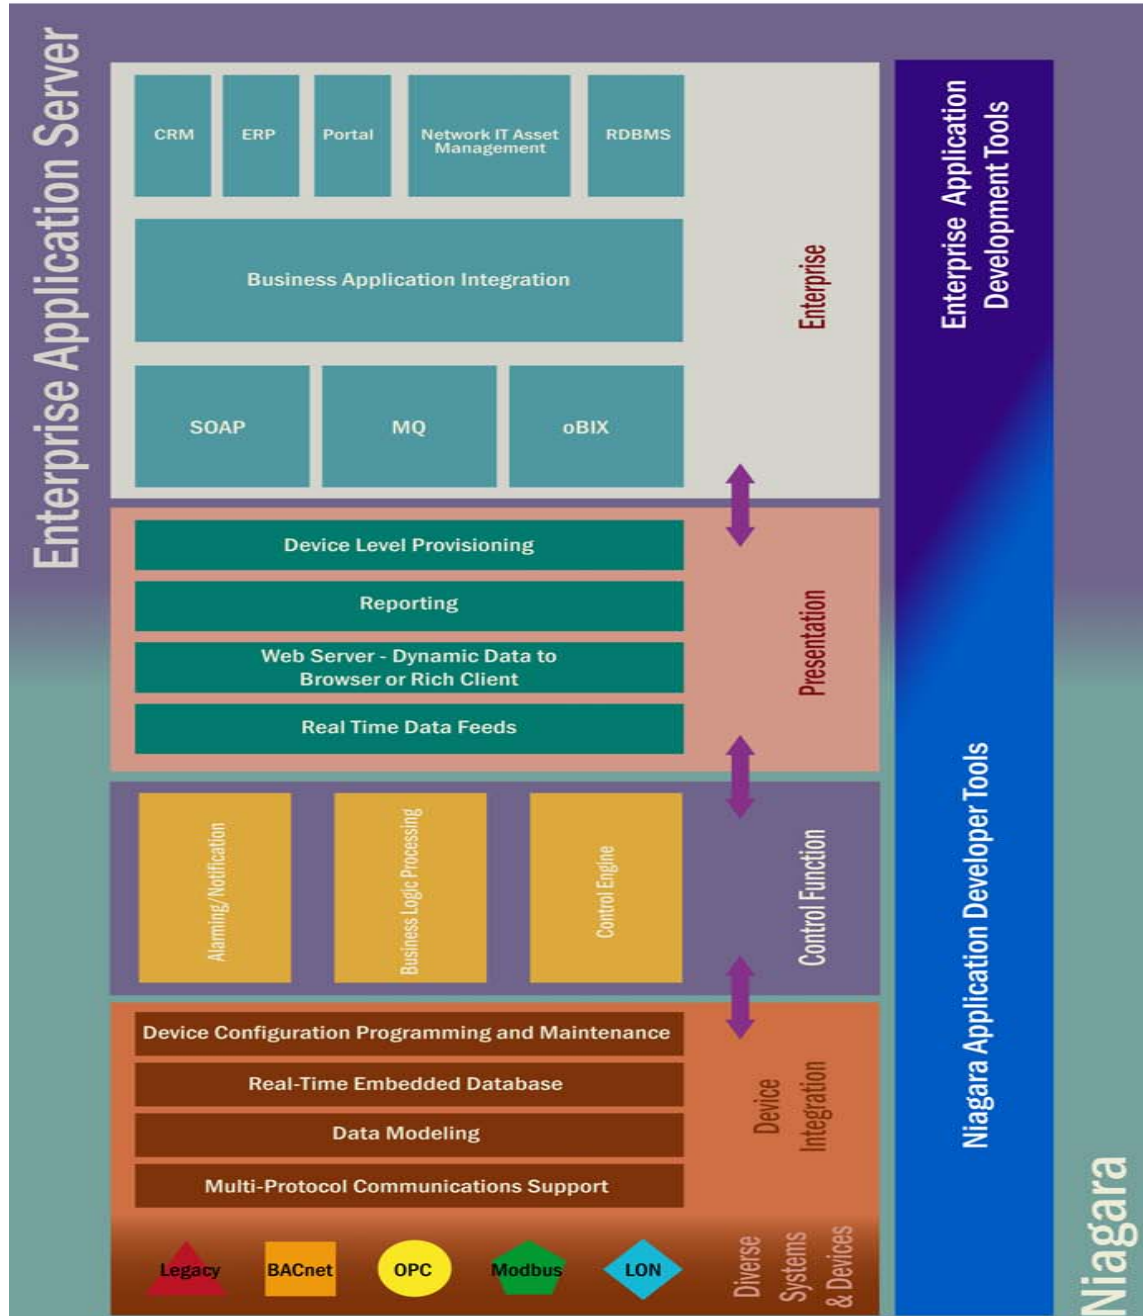 Enterprise Application Server
CRM
ERP
Portal
Network IT Asset
Management
RDBMS
Business Application Integration
SOAP
MQ
oBIX
Enterprise
Device Level Provisioning
Reporting
Web Server - Dynamic Data to
Browser or Rich Client
Real Time Data Feeds
Presentation
Alarming/Notification
Business Logic Processing
Control Engine
Control Function
Device Configuration Programming and Maintenance
Real-Time Embedded Database
Data Modeling
Multi-Protocol Communications Support
Device
Integration
Legacy
BACnet
OPC
Modbus
LON
Diverse
Systems
& Devices
Enterprise Application
Development Tools
Niagara Application Developer Tools
Niagara